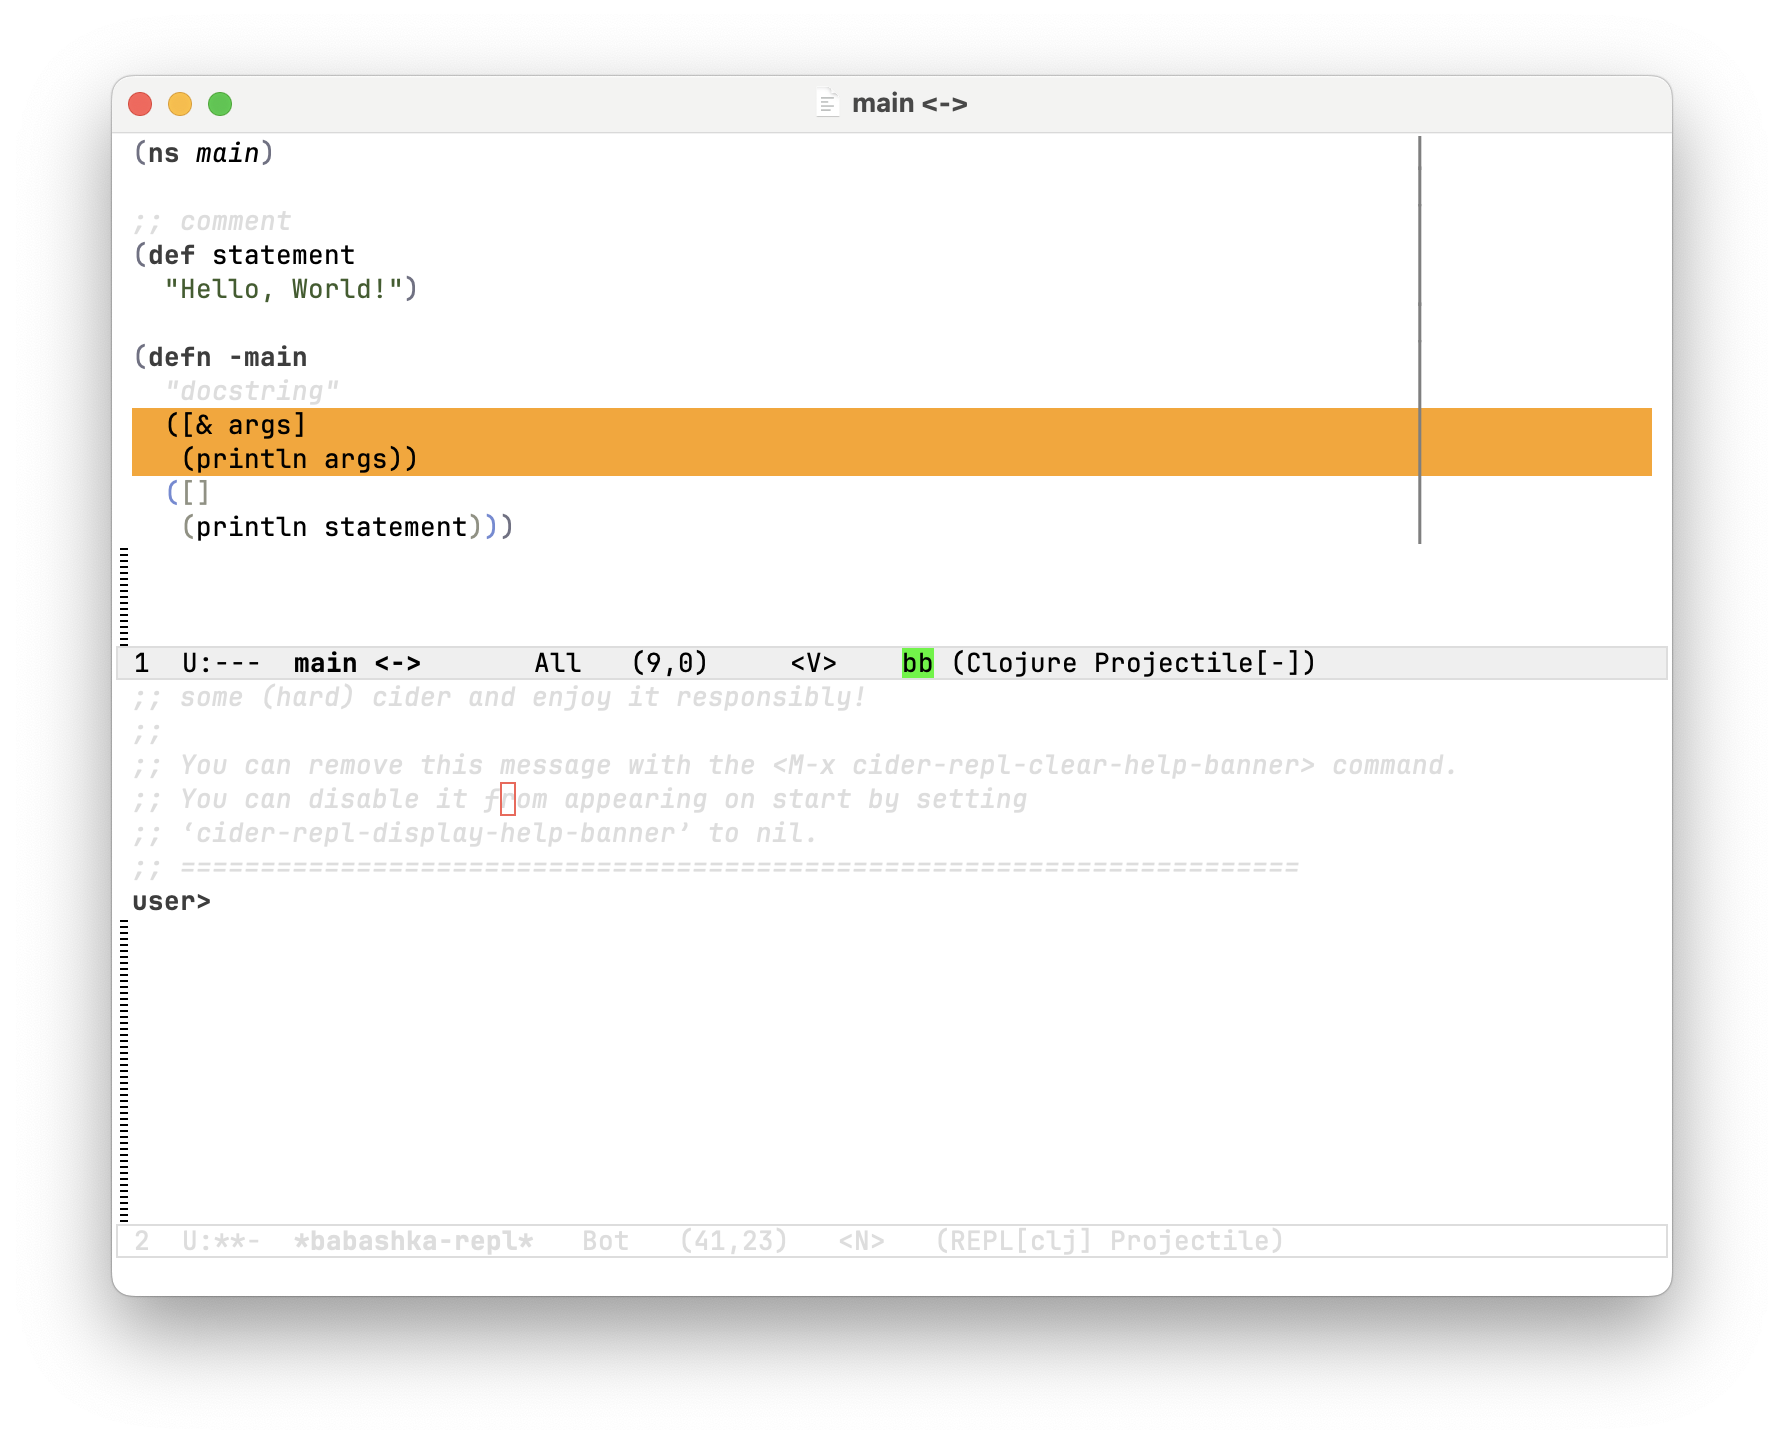 main <->
(ns main)
;; comment
(def statement
"Hello, World!")
(defn -main
"docstring"
([& args]
(println args))
([]
(println statement)))
1 U:--- main <-> All (9,0) <V> bb (Clojure Projectile[-])
;; some (hard) cider and enjoy it responsibly!
;;
;; You can remove this message with the <M-x cider-repl-clear-help-banner> command.
;; You can disable it from appearing on start by setting
;; ‘cider-repl-display-help-banner’ to nil.
;; ======================================================================
user>
2 U:**- *babashka-repl* Bot (41,23) <N> (REPL[clj] Projectile)